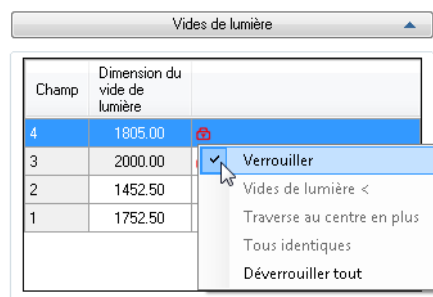 Vides de lumière
Champ
Dimension du
vide de
lumière
4 1805.00
3 2000.00
2 1452.50
1 1752.50
Verrouiller
Vides de lumière <
Traverse au centre en plus
Tous identiques
Déverrouiller tout